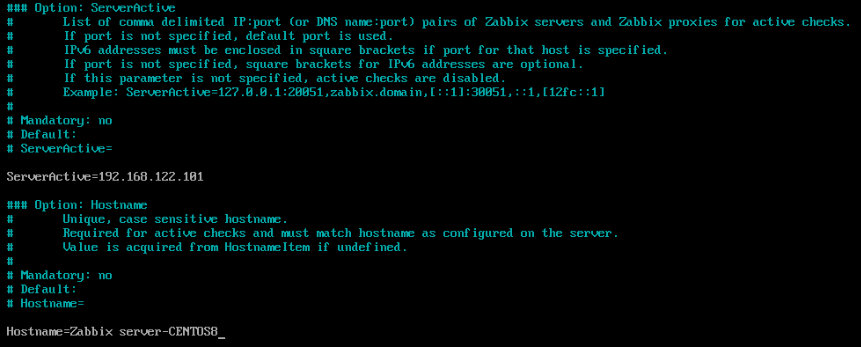 ### Option: ServerActive
#       List of comma delimited IP:port (or DNS name:port) pairs of Zabbix servers and Zabbix proxies for active checks.
#       If port is not specified, default port is used.
#       IPv6 addresses must be enclosed in square brackets if port for that host is specified.
#       If port is not specified, square brackets for IPv6 addresses are optional.
#       If this parameter is not specified, active checks are disabled.
#       Example: ServerActive=127.0.0.1:20051,zabbix.domain,[::1]:30051,::1,[12fc::1]
#
# Mandatory: no
# Default:
# ServerActive=
ServerActive=192.168.122.101
### Option: Hostname
#       Unique, case sensitive hostname.
#       Required for active checks and must match hostname as configured on the server.
#       Value is acquired from HostnameItem if undefined.
#
# Mandatory: no
# Default:
# Hostname=
Hostname=Zabbix server-CENTOS8_